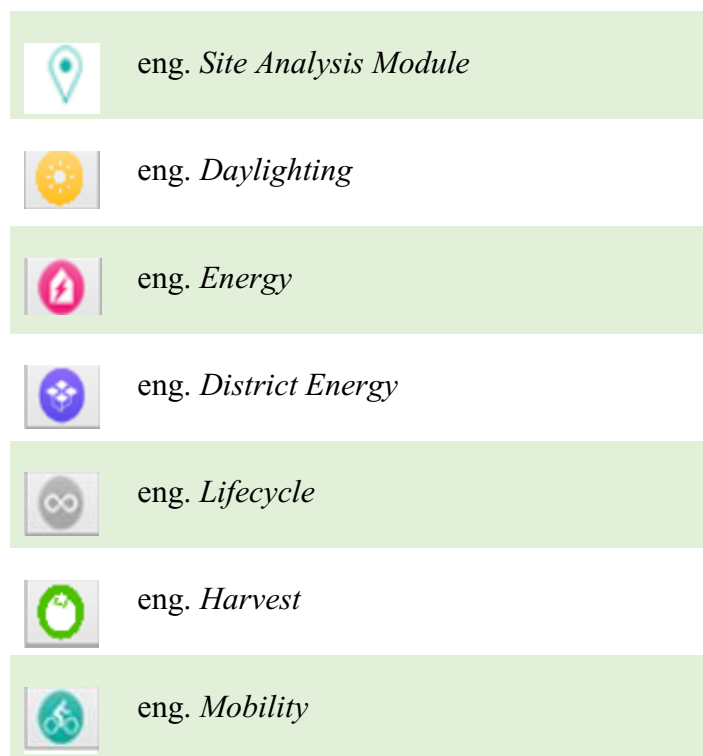 eng. Site Analysis Module
eng. Daylighting
eng. Energy
eng. District Energy
eng. Lifecycle
eng. Harvest
eng. Mobility